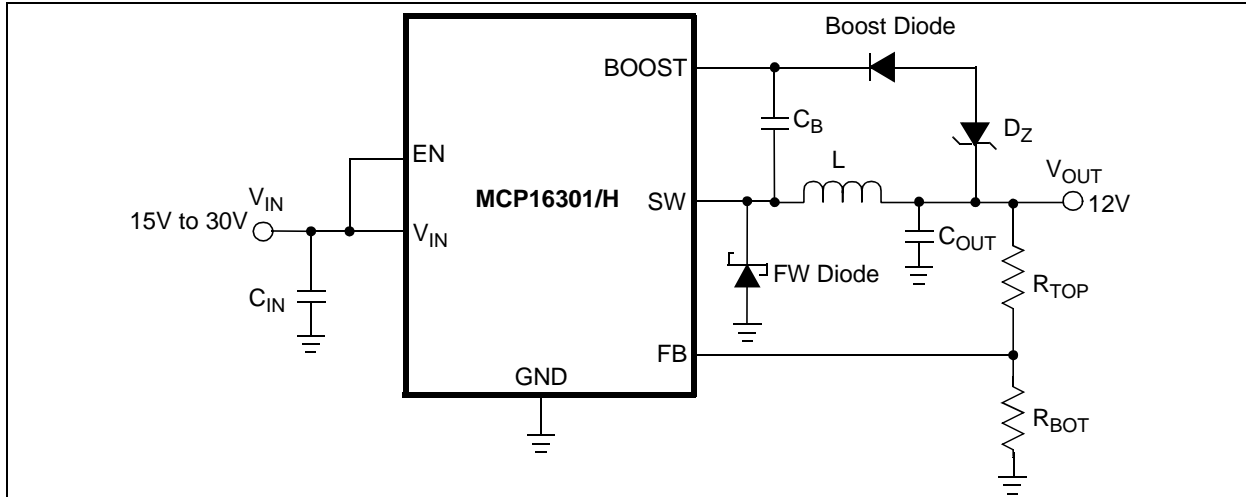 Boost Diode
BOOST
C_B
D_Z
EN
L
V_OUT
MCP16301/H
SW
12V
V_IN
15V to 30V
V_IN
C_OUT
FW Diode
R_TOP
C_IN
FB
GND
R_BOT